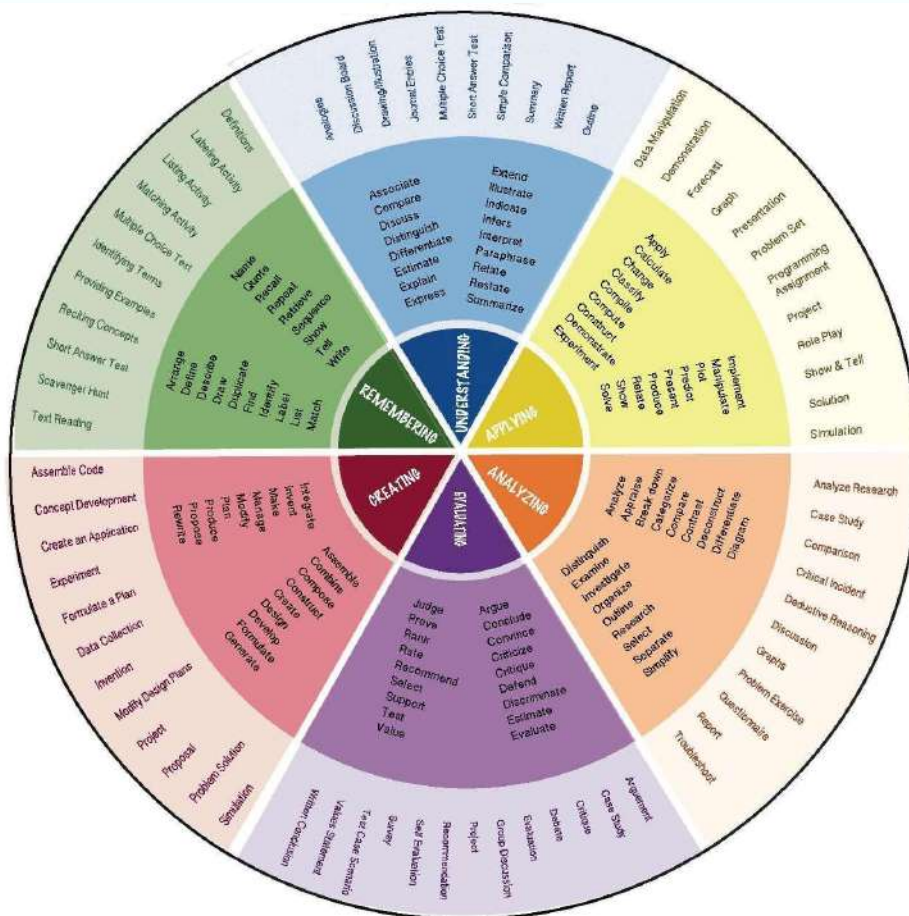 UNDERSTANDING
Associate
Compare
Discuss
Distinguish
Differentiate
Estimate
Explain
Express
Extend
Illustrate
Indicate
Infers
Interpret
Paraphrase
Relate
Restate
Summarize
Analogies
Discussion Board
Drawing/Illustration
Journal Entries
Multiple Choice Test
Short Answer Test
Simple Comparison
Summary
Written Report
Outline
APPLYING
Apply
Calculate
Change
Classify
Compile
Compute
Construct
Demonstrate
Experiment
Implement
Manipulate
Plot
Predict
Present
Produce
Relate
Show
Solve
Data Manipulation
Demonstration
Forecast
Graph
Presentation
Problem Set
Programming
Assignment
Project
Role Play
Show & Tell
Solution
Simulation
ANALYZING
Analyze
Appraise
Break down
Categorize
Compare
Contrast
Deconstruct
Differentiate
Diagram
Distinguish
Examine
Investigate
Organize
Outline
Research
Select
Separate
Simplify
Analyze Research
Case Study
Comparison
Critical Incident
Deductive Reasoning
Discussion
Graphs
Problem Exercise
Questionnaire
Report
Troubleshoot
EVALUATING
Judge
Prove
Rank
Rate
Recommend
Select
Support
Test
Value
Argue
Conclude
Convince
Criticize
Critique
Defend
Discriminate
Estimate
Evaluate
Written Conclusion
Values Statement
Test Case Scenario
Survey
Self Evaluation
Recommendation
Project
Group Discussion
Evaluation
Debate
Critique
Case Study
Arguement
CREATING
Integrate
Invent
Make
Manage
Modify
Plan
Produce
Propose
Rewrite
Assemble
Combine
Compose
Construct
Create
Design
Develop
Formulate
Generate
Assemble Code
Concept Development
Create an Application
Experiment
Formulate a Plan
Data Collection
Invention
Modify Design Plans
Project
Proposal
Problem Solution
Simulation
REMEMBERING
Name
Quote
Recall
Repeat
Retrieve
Sequence
Show
Tell
Write
Arrange
Define
Describe
Draw
Duplicate
Find
Identify
Label
List
Match
Definitions
Labeling Activity
Listing Activity
Matching Activity
Multiple Choice Test
Identifying Terms
Providing Examples
Reciting Concepts
Short Answer Test
Scavenger Hunt
Text Reading